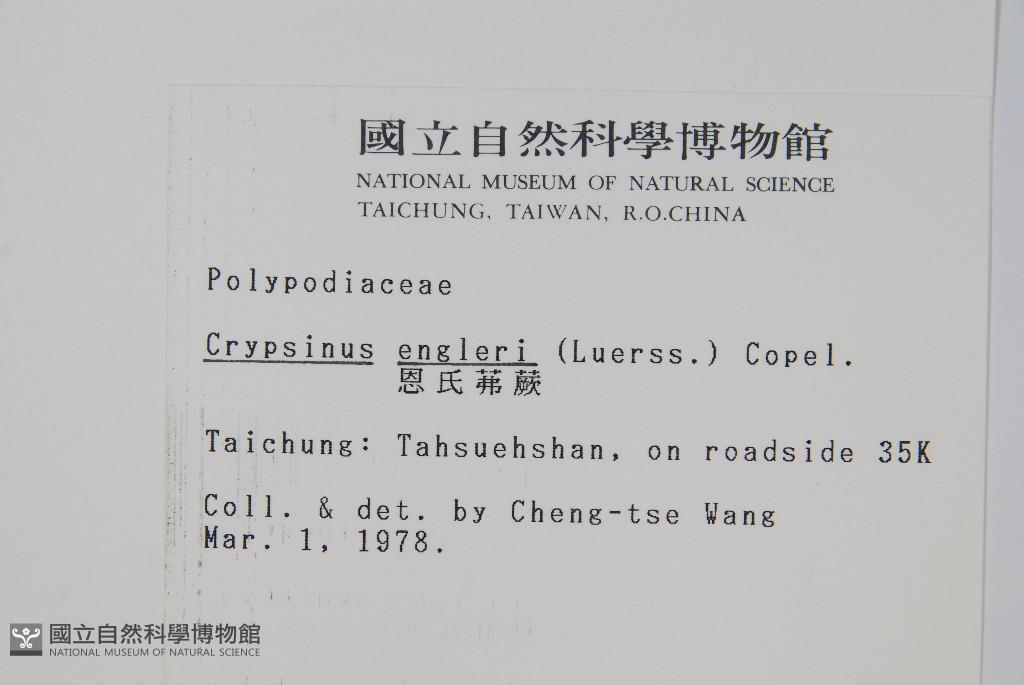 國立自然科學博物館
NATIONAL MUSEUM OF NATURAL SCIENCE
TAICHUNG, TAIWAN, R.O.CHINA
Polypodiaceae
Crypsinus engleri (Luerss.) Copel.
恩氏茀蕨
Taichung: Tahsuehshan, on roadside 35K
Coll. & det. by Cheng-tse Wang
Mar. 1, 1978.
國立自然科學博物館
NATIONAL MUSEUM OF NATURAL SCIENCE